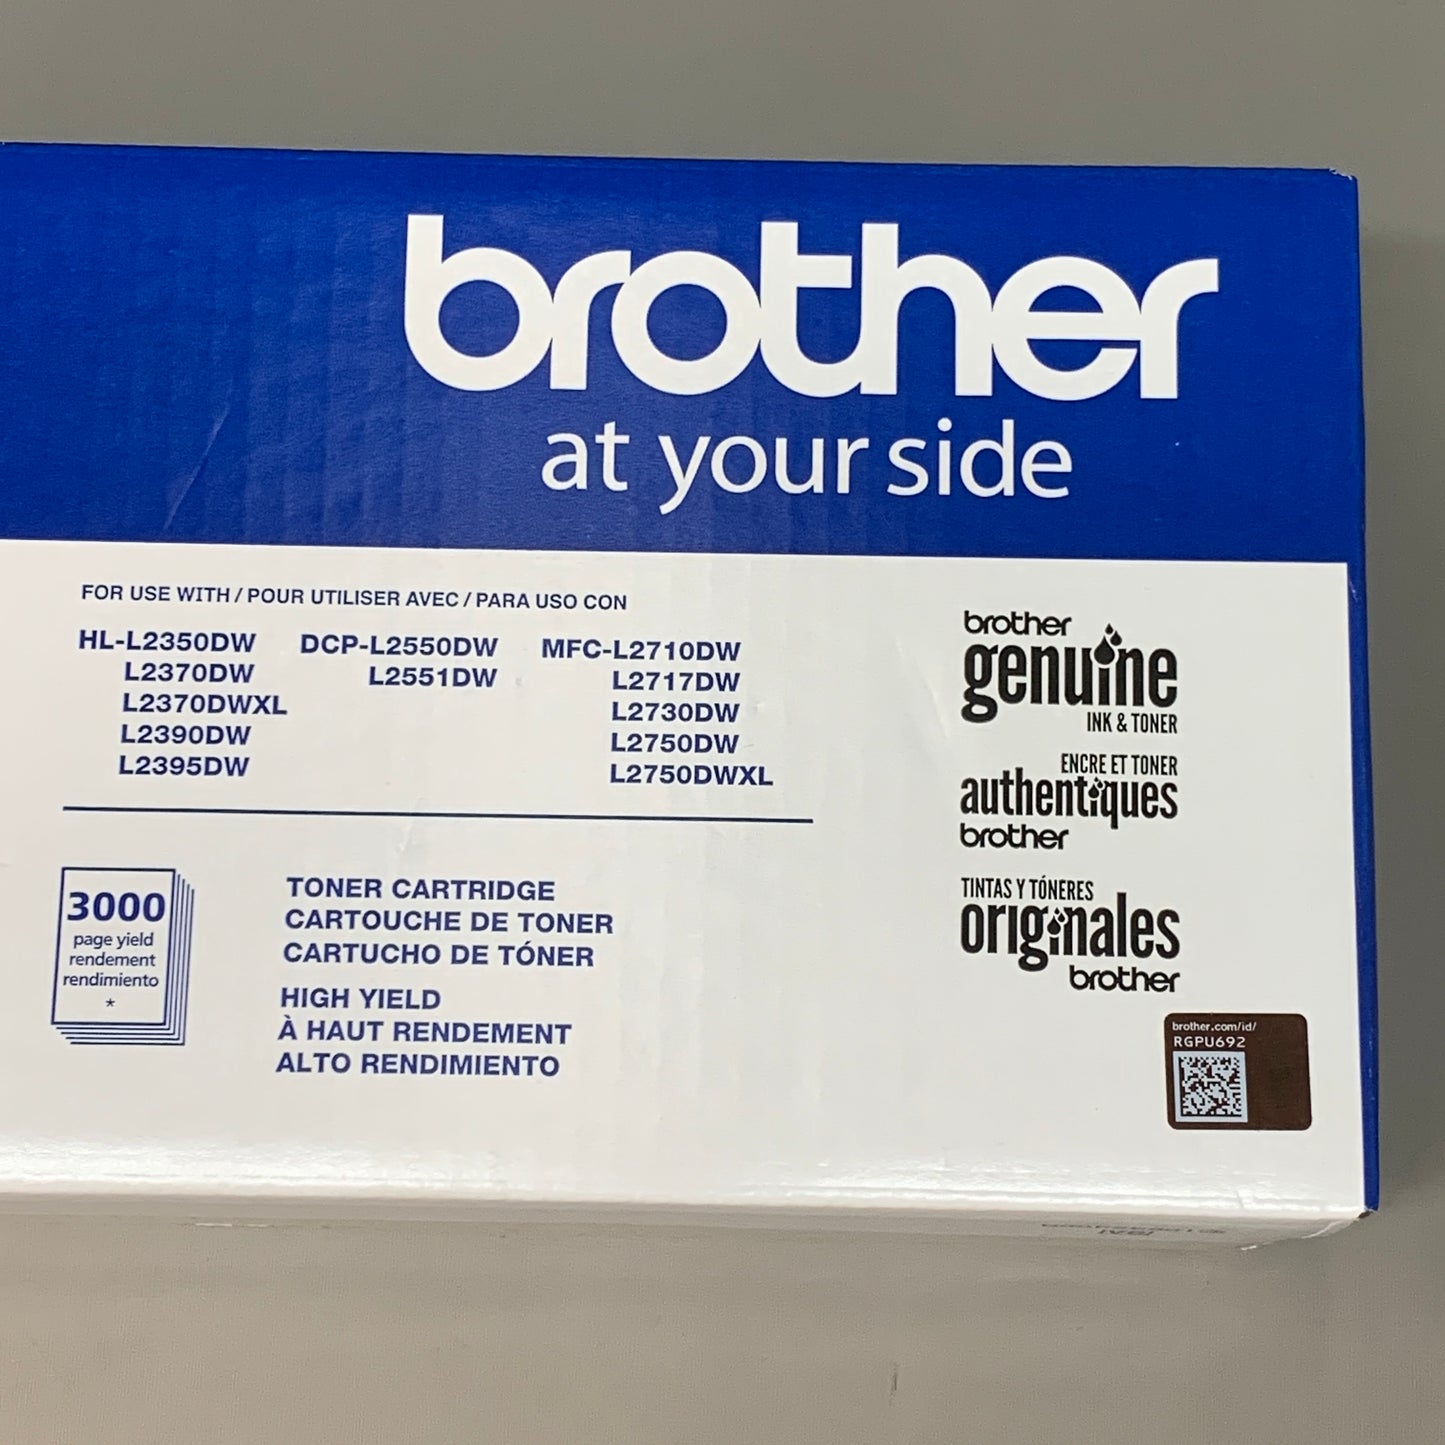 brother
at your side
FOR USE WITH / POUR UTILISER AVEC / PARA USO CON
HL-L2350DW
L2370DW
L2370DWXL
L2390DW
L2395DW
DCP-L2550DW
L2551DW
MFC-L2710DW
L2717DW
L2730DW
L2750DW
L2750DWXL
3000
page yield
rendement
rendimiento
*
TONER CARTRIDGE
CARTOUCHE DE TONER
CARTUCHO DE TÓNER
HIGH YIELD
À HAUT RENDEMENT
ALTO RENDIMIENTO
brother
genuine
INK & TONER
ENCRE ET TONER
authentiques
brother
TINTAS Y TÓNERES
originales
brother
brother.com/id/
RGPU692